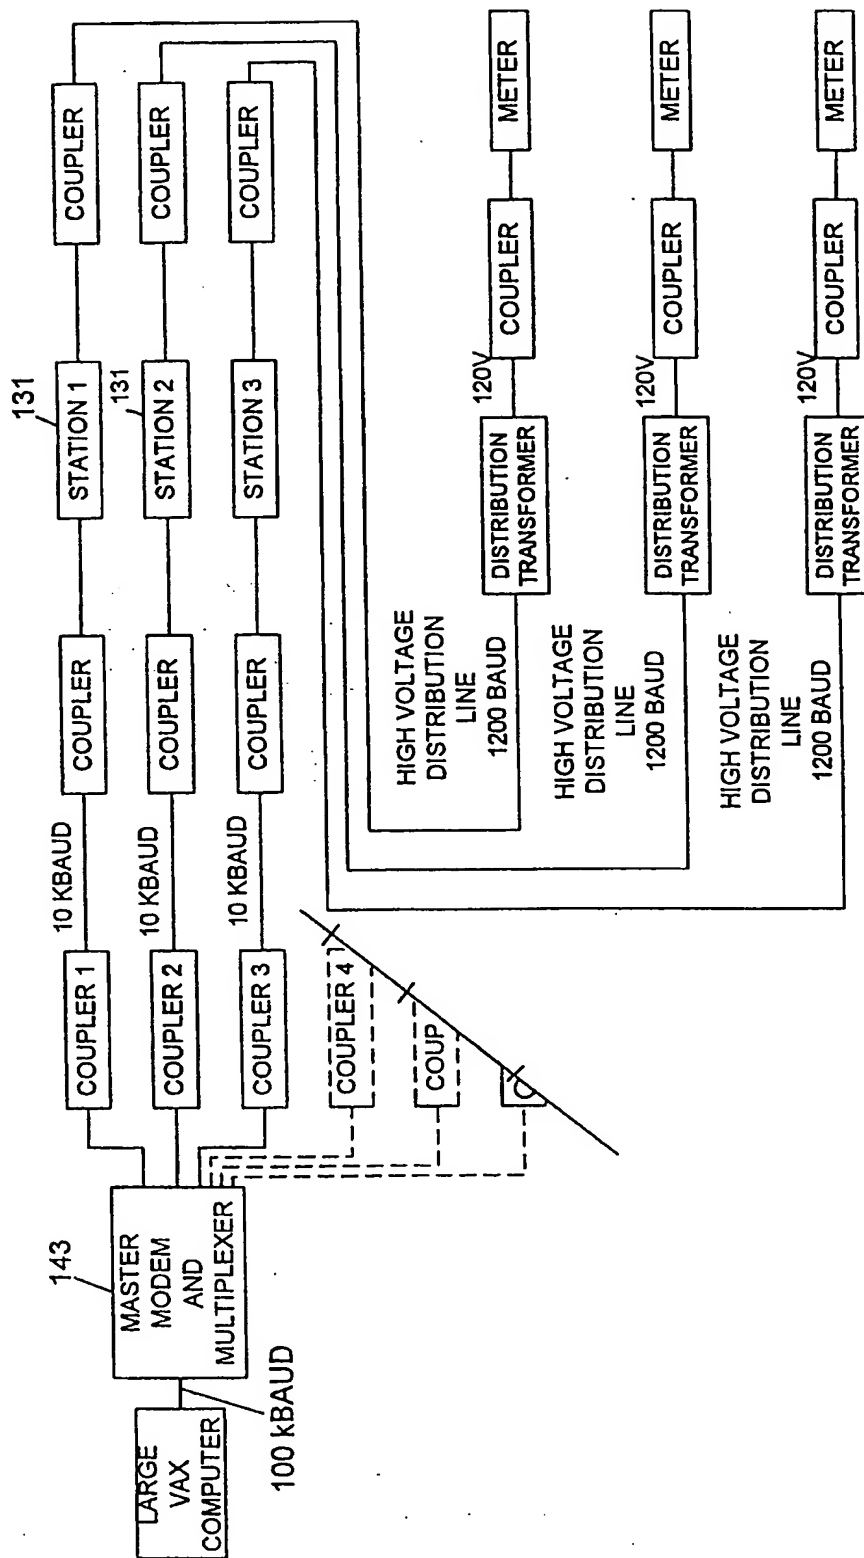 LARGE
VAX
COMPUTER
100 kBAUD
143
MASTER
MODEM
AND
MULTIPLEXER
COUPLER 1
10 KBAUD
COUPLER
131
STATION 1
COUPLER
COUPLER 2
10 KBAUD
COUPLER
131
STATION 2
COUPLER
COUPLER 3
10 KBAUD
COUPLER
STATION 3
COUPLER
COUPLER 4
COUP
C
HIGH VOLTAGE
DISTRIBUTION
LINE
1200 BAUD
DISTRIBUTION
TRANSFORMER
120V
COUPLER
METER
HIGH VOLTAGE
DISTRIBUTION
LINE
1200 BAUD
DISTRIBUTION
TRANSFORMER
120V
COUPLER
METER
HIGH VOLTAGE
DISTRIBUTION
LINE
1200 BAUD
DISTRIBUTION
TRANSFORMER
120V
COUPLER
METER